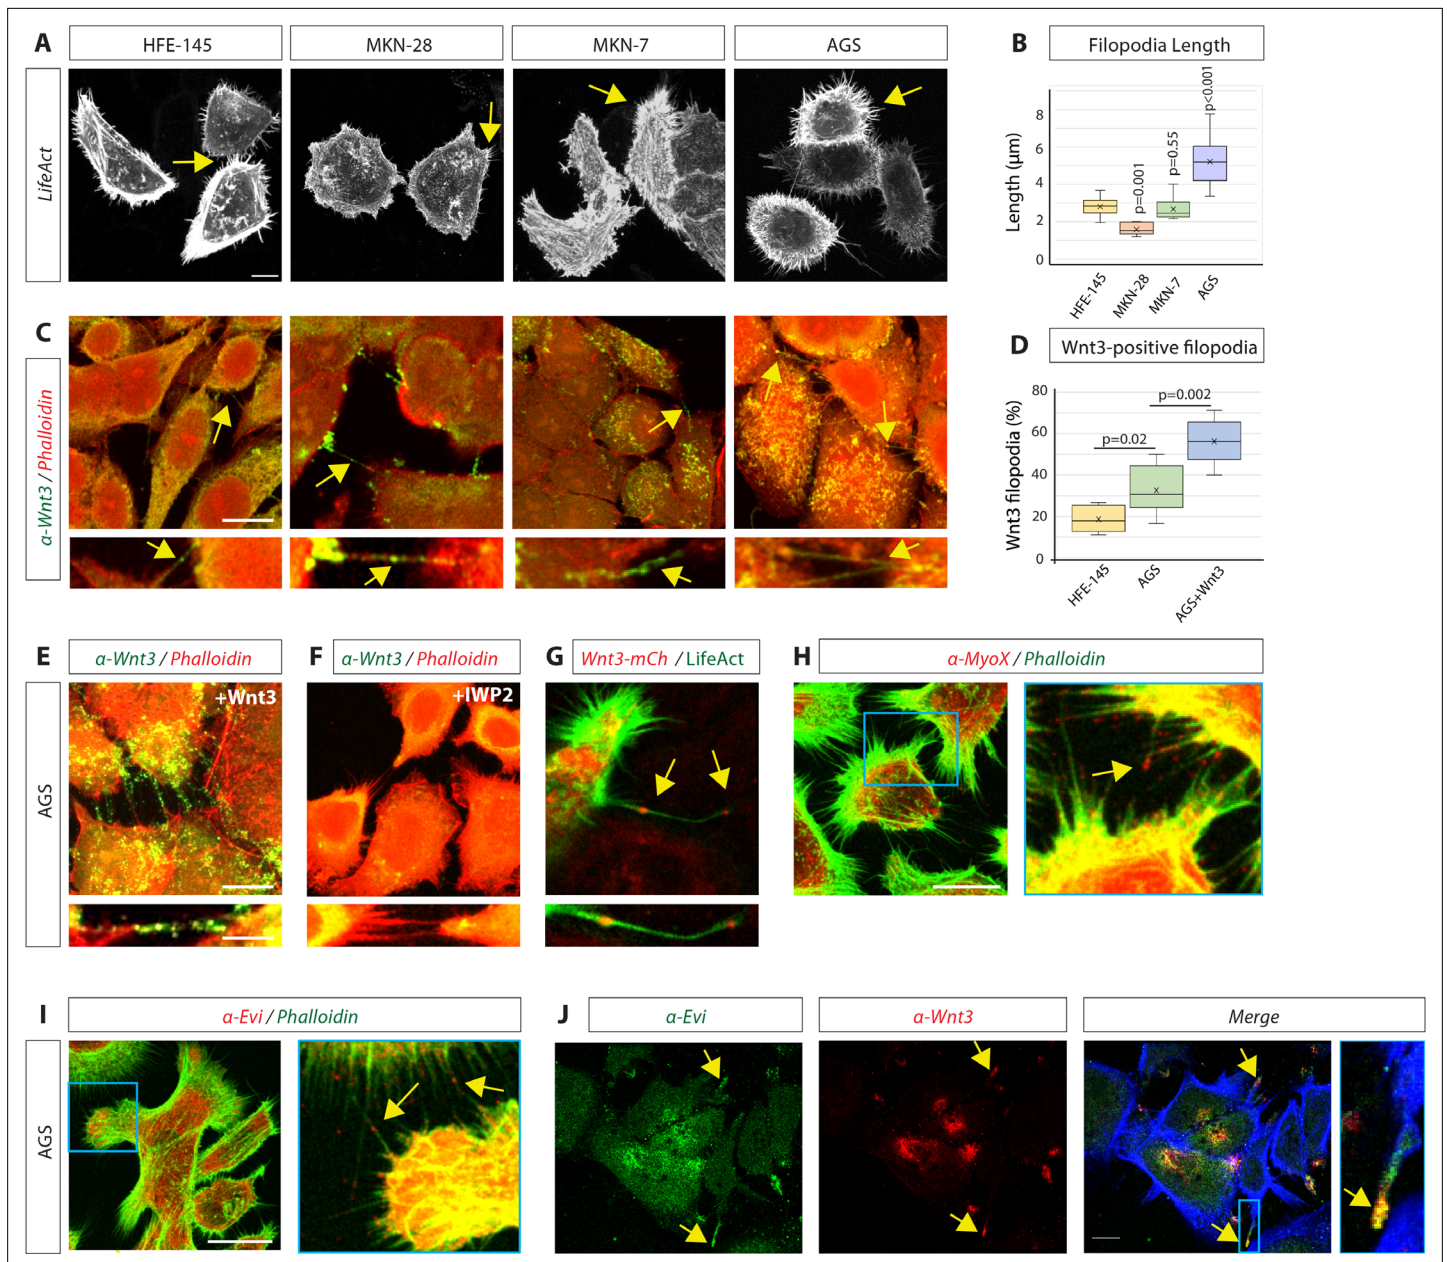 A
HFE-145
MKN-28
MKN-7
AGS
LifeAct
B
Filopodia Length
Length (µm)
8
6
4
2
0
p=0.001
p=0.55
p<0.001
HFE-145
MKN-28
MKN-7
AGS
C
α-Wnt3 / Phalloidin
D
Wnt3-positive filopodia
Wnt3 filopodia (%)
80
60
40
20
0
p=0.02
p=0.002
HFE-145
AGS
AGS+Wnt3
E
α-Wnt3 / Phalloidin
AGS
+Wnt3
F
α-Wnt3 / Phalloidin
+IWP2
G
Wnt3-mCh / LifeAct
H
α-MyoX / Phalloidin
I
α-Evi / Phalloidin
AGS
J
α-Evi
α-Wnt3
Merge